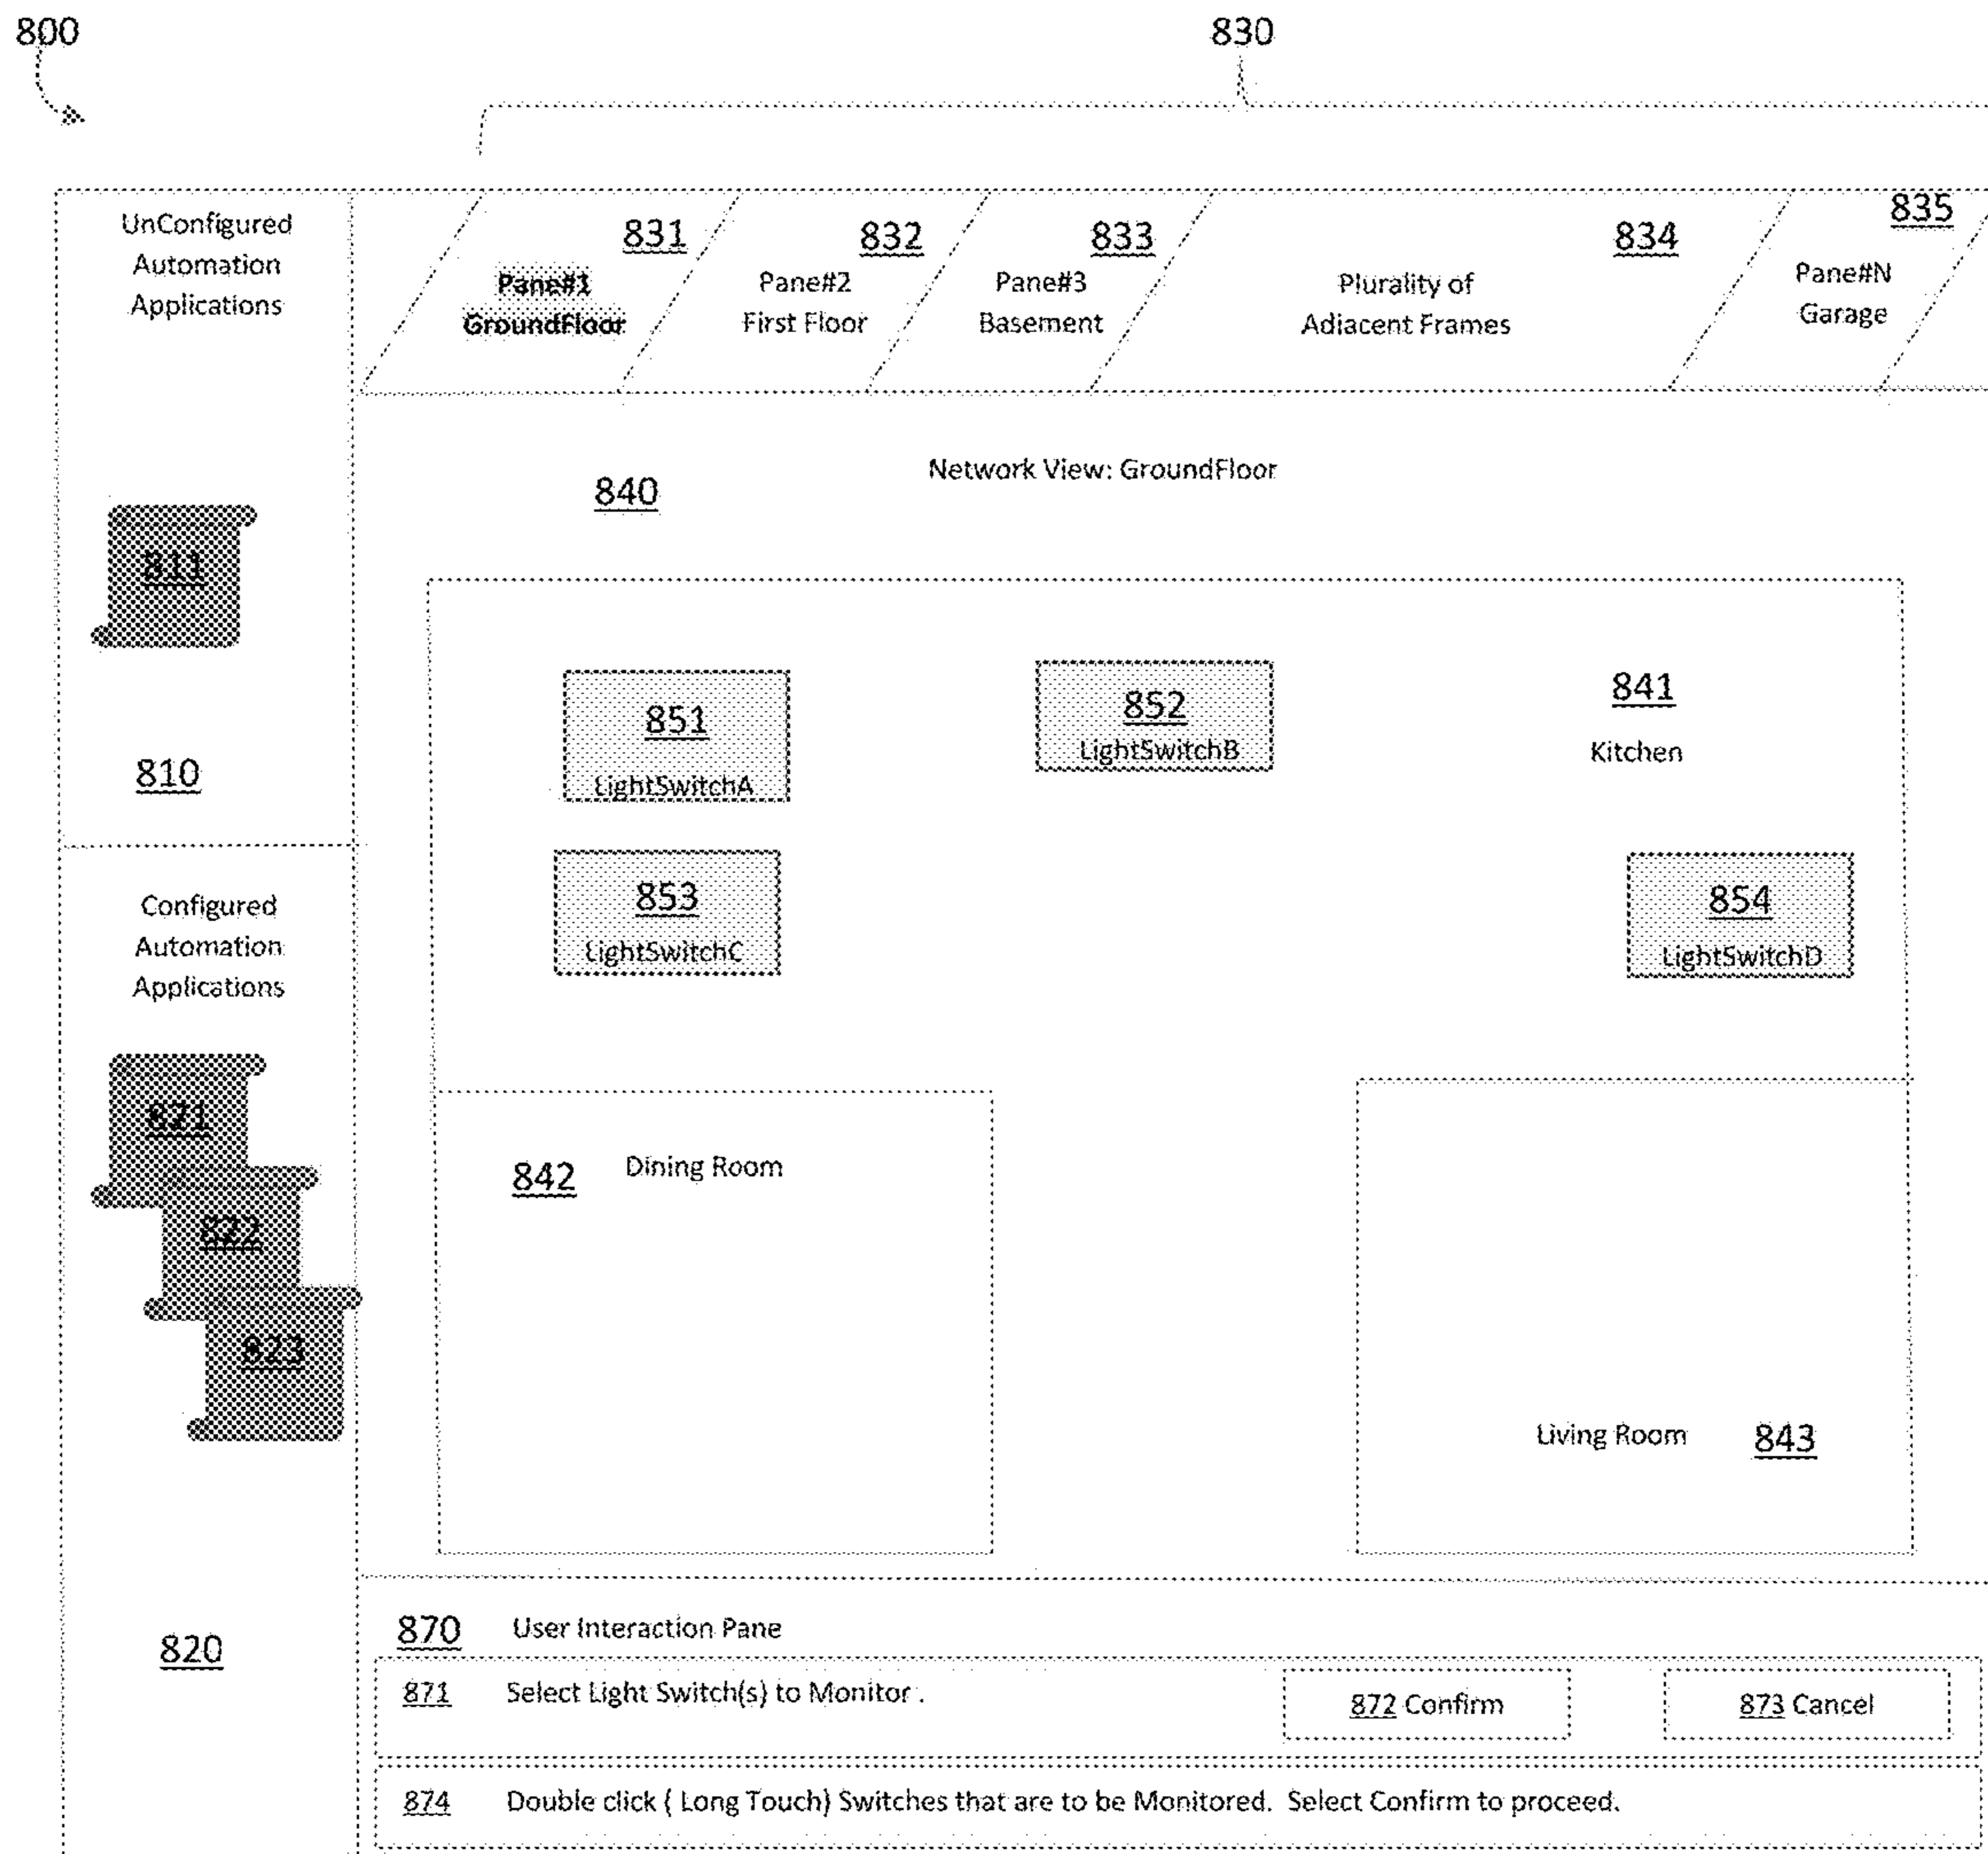 800
830
UnConfigured
Automation
Applications
831
Pane#1
GroundFloor
832
Pane#2
First Floor
833
Pane#3
Basement
834
Plurality of
Adiacent Frames
835
Pane#N
Garage
840
Network View: GroundFloor
811
810
851
LightSwitchA
852
LightSwitchB
841
Kitchen
853
LightSwitchC
854
LightSwitchD
Configured
Automation
Applications
821
822
823
820
842 Dining Room
Living Room 843
870 User Interaction Pane
871 Select Light Switch(s) to Monitor .
872 Confirm
873 Cancel
874 Double click ( Long Touch) Switches that are to be Monitored. Select Confirm to proceed.